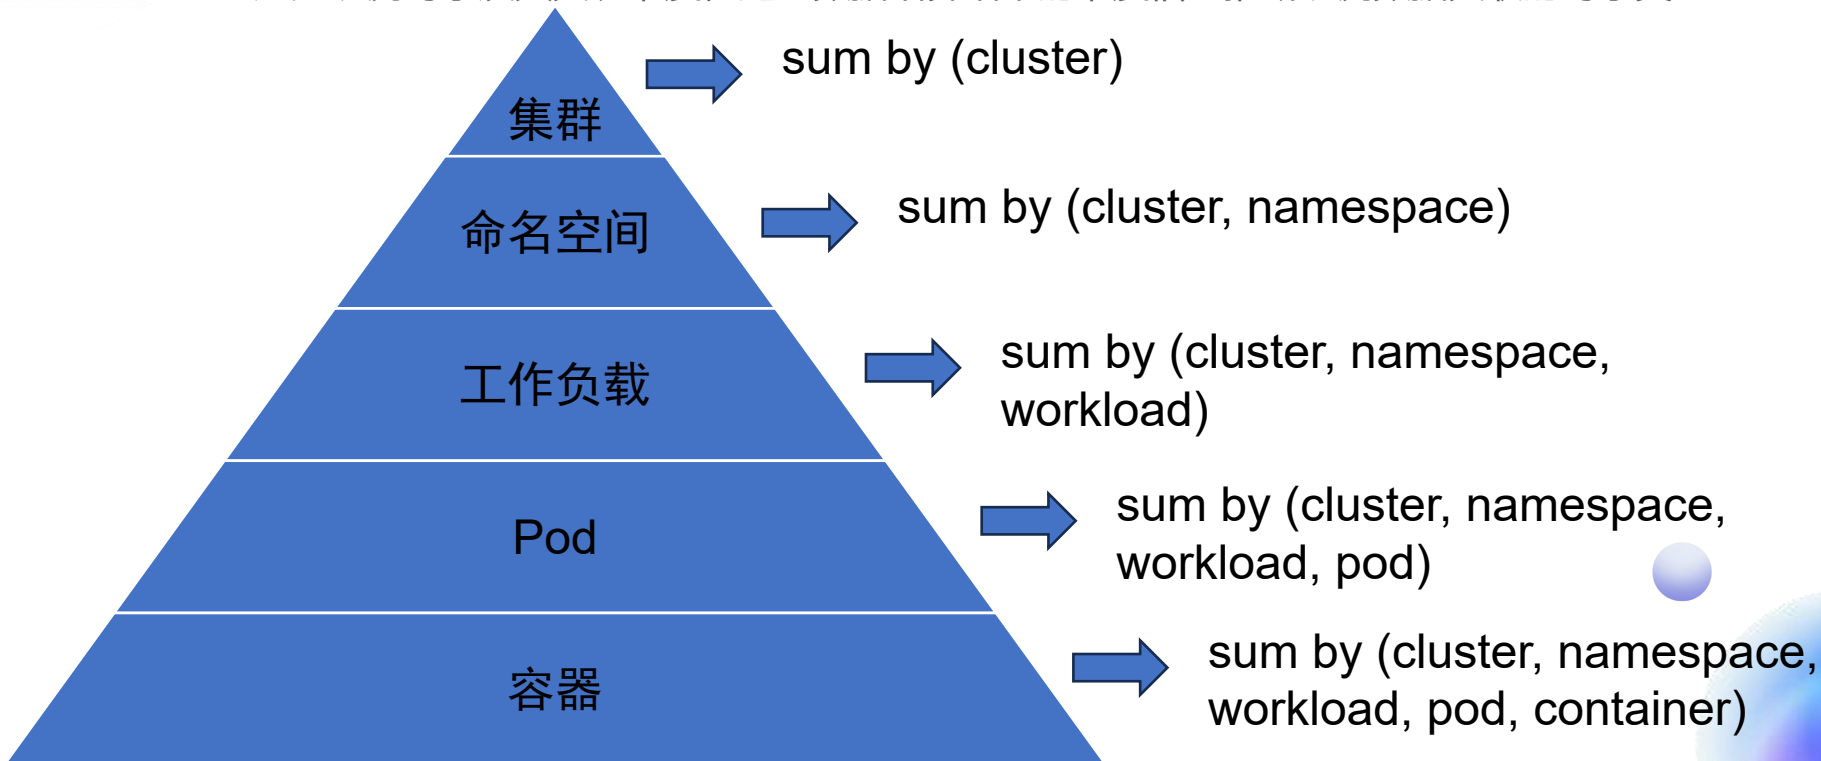 集群
sum by (cluster)
命名空间
sum by (cluster, namespace)
工作负载
sum by (cluster, namespace,
workload)
Pod
sum by (cluster, namespace,
workload, pod)
容器
sum by (cluster, namespace,
workload, pod, container)